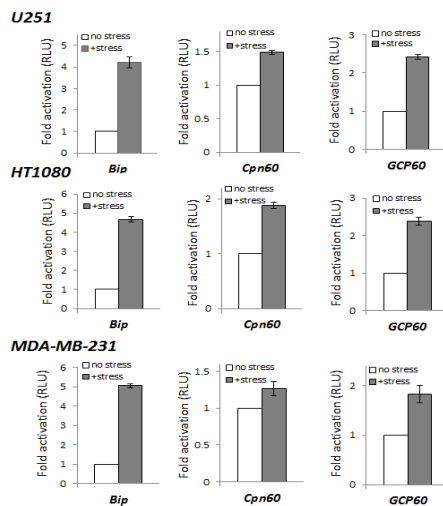 U251
no stress
+stress
Fold activation (RLU)
5
4
3
2
1
0
Bip
no stress
+stress
Fold activation (RLU)
1.5
1
0.5
0
Cpn60
no stress
+stress
Fold activation (RLU)
3
2
1
0
GCP60
HT1080
no stress
+stress
Fold activation (RLU)
6
5
4
3
2
1
0
Bip
no stress
+stress
Fold activation (RLU)
2
1
0
Cpn60
no stress
+stress
Fold activation (RLU)
3
2
1
0
GCP60
MDA-MB-231
no stress
+stress
Fold activation (RLU)
6
5
4
3
2
1
0
Bip
no stress
+stress
Fold activation (RLU)
1.5
1
0.5
0
Cpn60
no stress
+stress
Fold activation (RLU)
2
1
0
GCP60